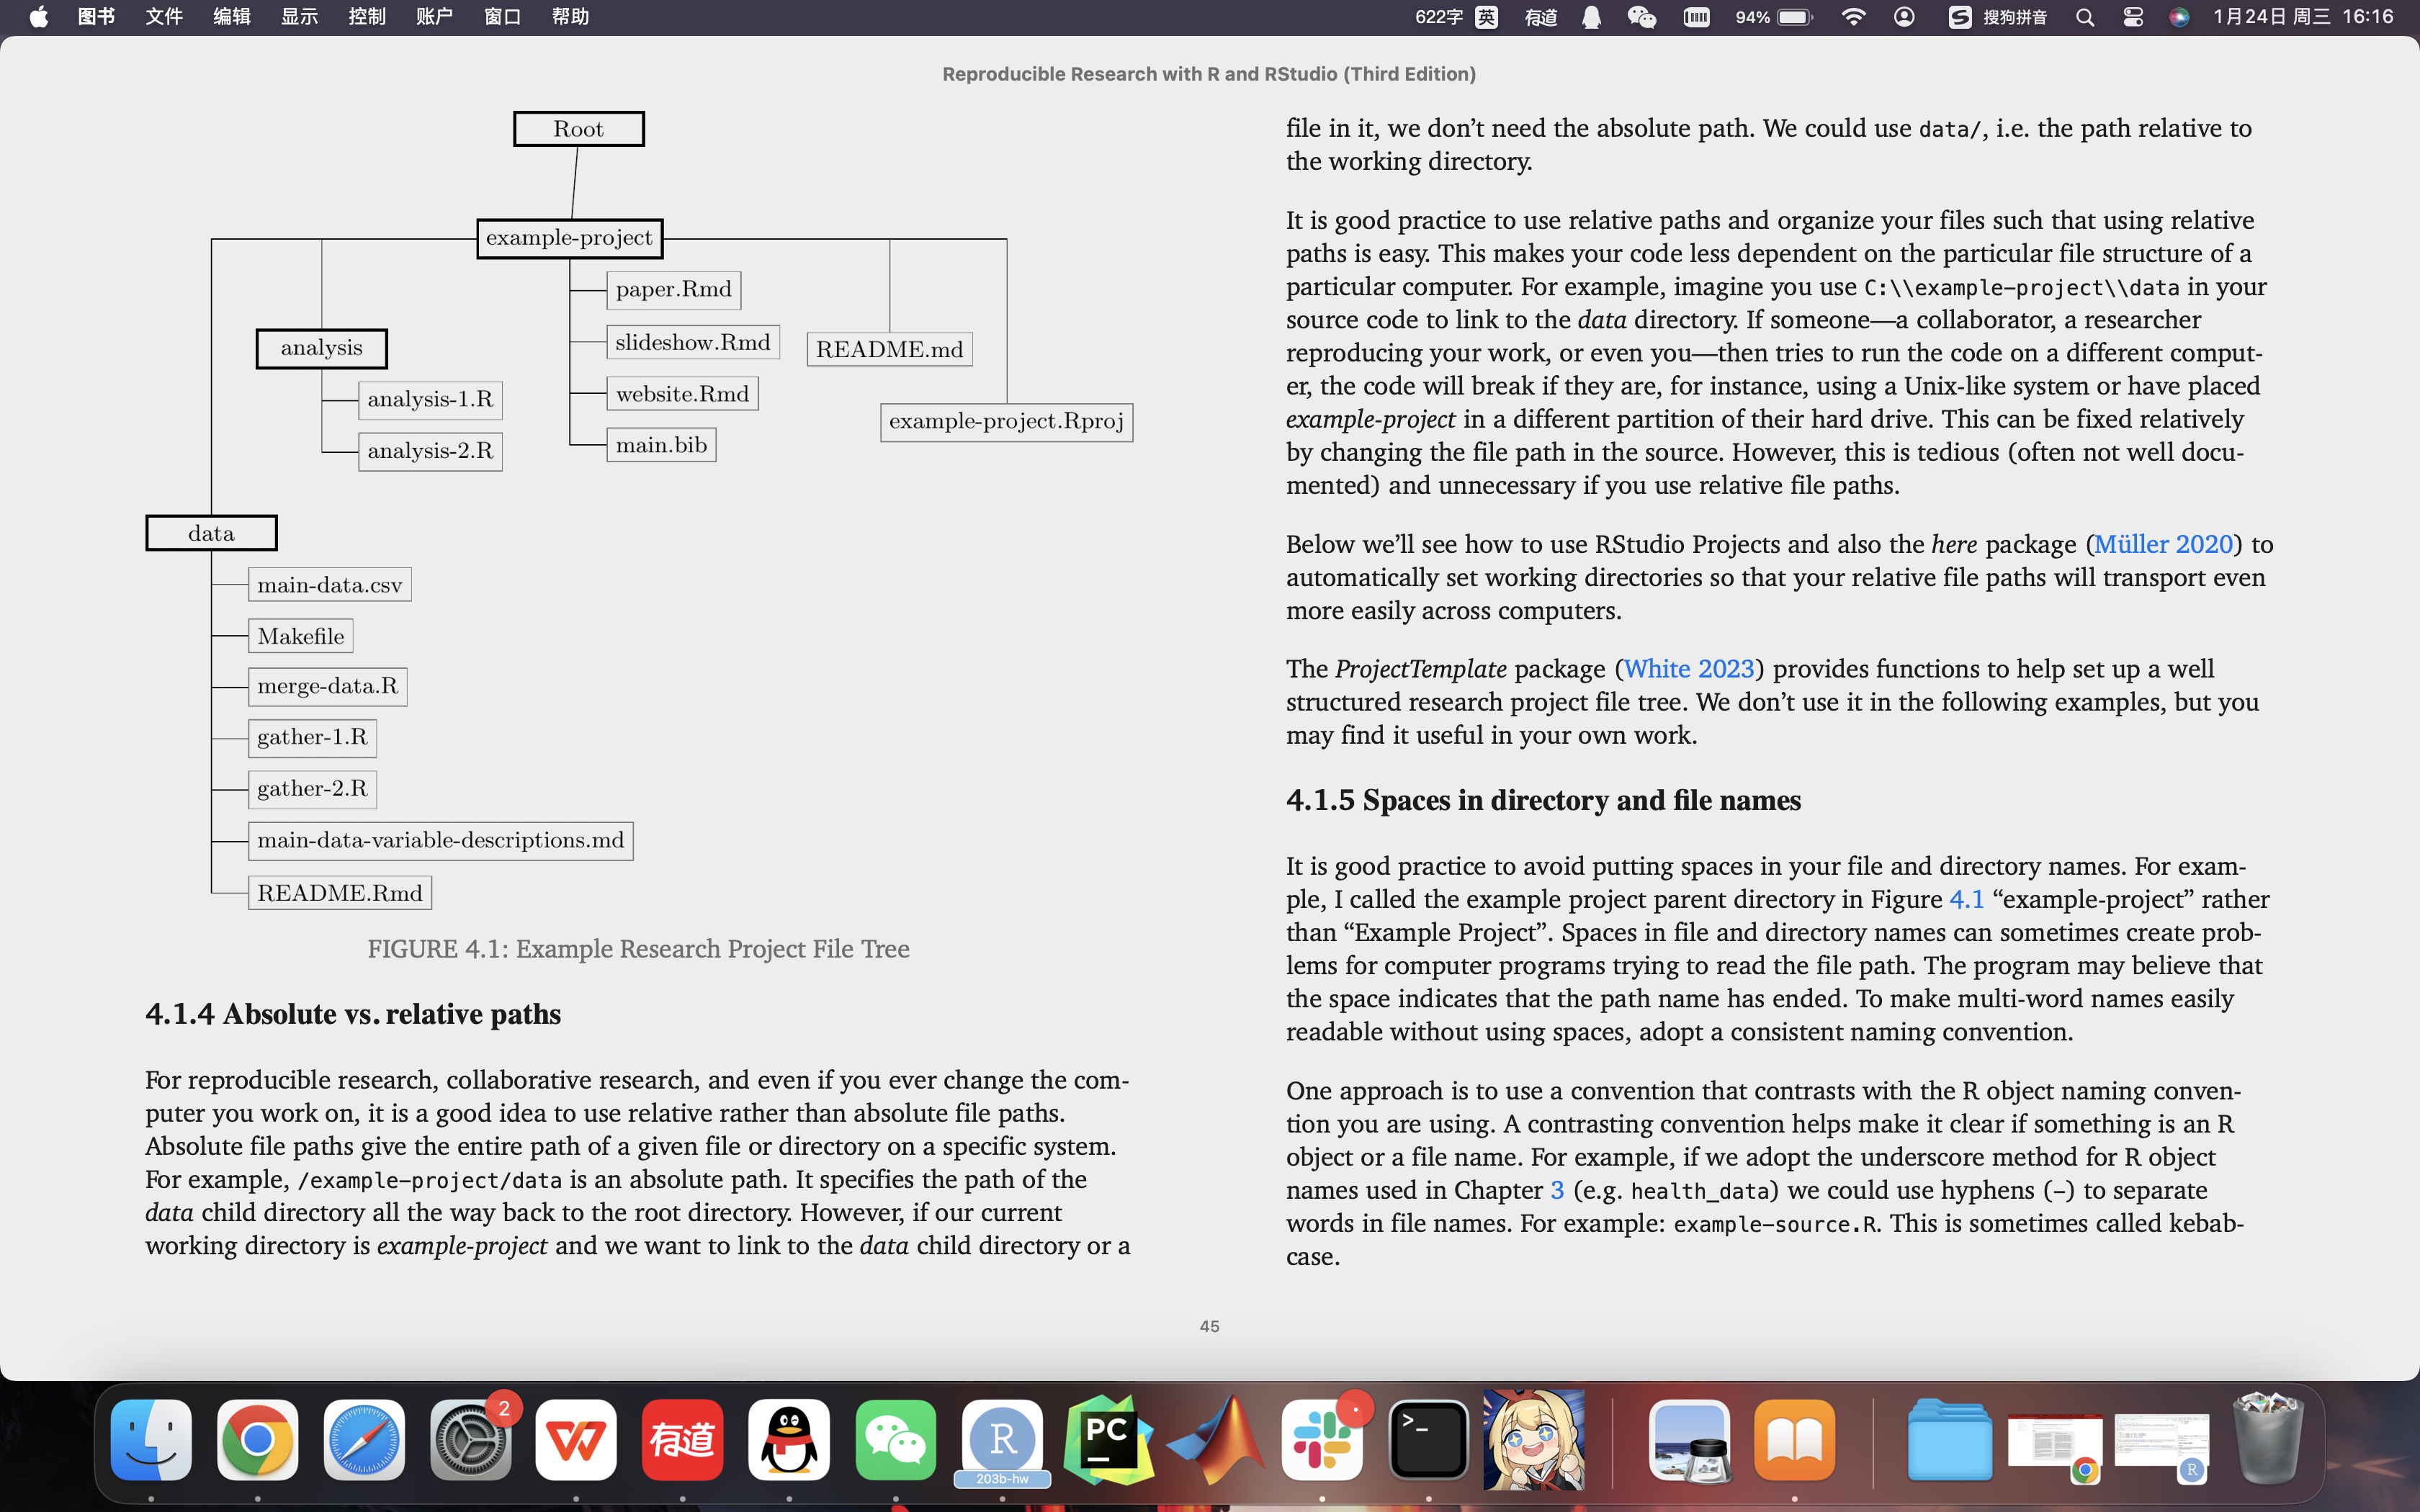 图书 文件 编辑 显示 控制 账户 窗口 帮助 622字 英 有道 94% S 搜狗拼音 1月24日 周三 16:16
Reproducible Research with R and RStudio (Third Edition)
Root
example-project
paper.Rmd
slideshow.Rmd
website.Rmd
main.bib
README.md
example-project.Rproj
analysis
analysis-1.R
analysis-2.R
data
main-data.csv
Makefile
merge-data.R
gather-1.R
gather-2.R
main-data-variable-descriptions.md
README.Rmd
FIGURE 4.1: Example Research Project File Tree
4.1.4 Absolute vs. relative paths
For reproducible research, collaborative research, and even if you ever change the com-
puter you work on, it is a good idea to use relative rather than absolute file paths.
Absolute file paths give the entire path of a given file or directory on a specific system.
For example, /example-project/data is an absolute path. It specifies the path of the
data child directory all the way back to the root directory. However, if our current
working directory is example-project and we want to link to the data child directory or a
file in it, we don’t need the absolute path. We could use data/, i.e. the path relative to
the working directory.
It is good practice to use relative paths and organize your files such that using relative
paths is easy. This makes your code less dependent on the particular file structure of a
particular computer. For example, imagine you use C:\\example-project\\data in your
source code to link to the data directory. If someone—a collaborator, a researcher
reproducing your work, or even you—then tries to run the code on a different comput-
er, the code will break if they are, for instance, using a Unix-like system or have placed
example-project in a different partition of their hard drive. This can be fixed relatively
by changing the file path in the source. However, this is tedious (often not well docu-
mented) and unnecessary if you use relative file paths.
Below we’ll see how to use RStudio Projects and also the here package (Müller 2020) to
automatically set working directories so that your relative file paths will transport even
more easily across computers.
The ProjectTemplate package (White 2023) provides functions to help set up a well
structured research project file tree. We don’t use it in the following examples, but you
may find it useful in your own work.
4.1.5 Spaces in directory and file names
It is good practice to avoid putting spaces in your file and directory names. For exam-
ple, I called the example project parent directory in Figure 4.1 “example-project” rather
than “Example Project”. Spaces in file and directory names can sometimes create prob-
lems for computer programs trying to read the file path. The program may believe that
the space indicates that the path name has ended. To make multi-word names easily
readable without using spaces, adopt a consistent naming convention.
One approach is to use a convention that contrasts with the R object naming conven-
tion you are using. A contrasting convention helps make it clear if something is an R
object or a file name. For example, if we adopt the underscore method for R object
names used in Chapter 3 (e.g. health_data) we could use hyphens (-) to separate
words in file names. For example: example-source.R. This is sometimes called kebab-
case.
45
2
有道
R
203b-hw
PC
>_
R